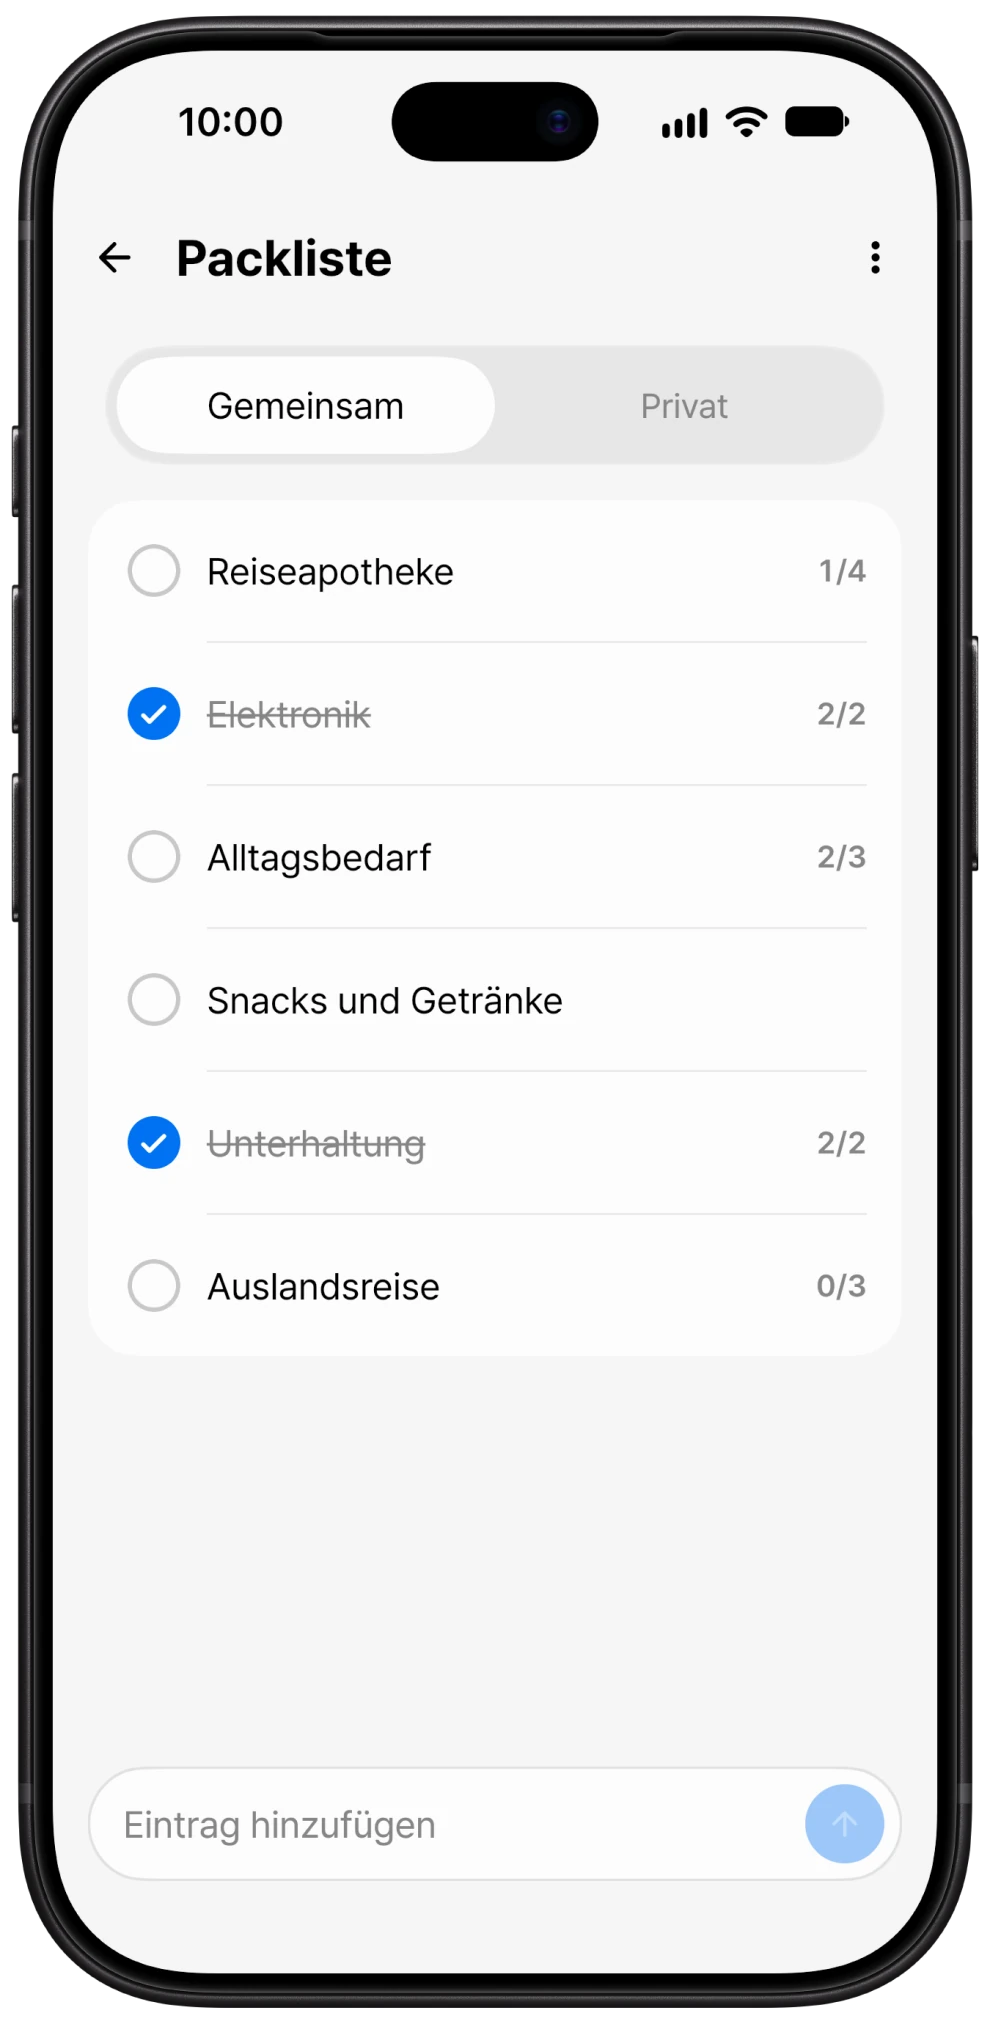 10:00
Packliste
Gemeinsam Privat
Reiseapotheke 1/4
Elektronik 2/2
Alltagsbedarf 2/3
Snacks und Getränke
Unterhaltung 2/2
Auslandsreise 0/3
Eintrag hinzufügen